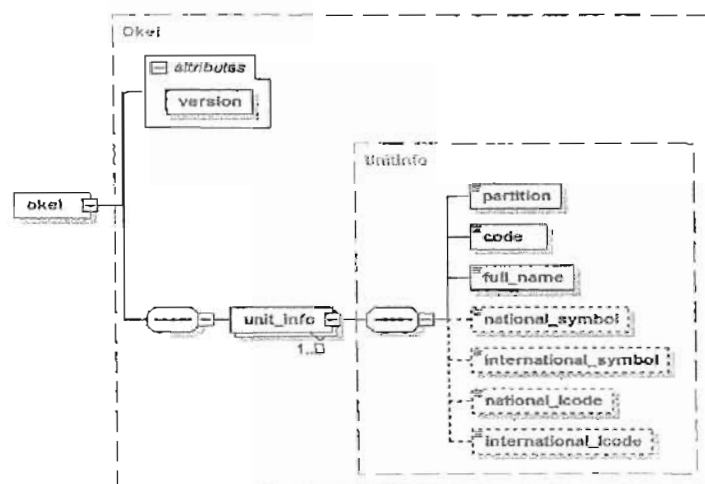 Okei
attributes
version
UnitInfo
partition
okei
code
full_name
unit_info
national_symbol
1..
international_symbol
national_lcode
international_lcode